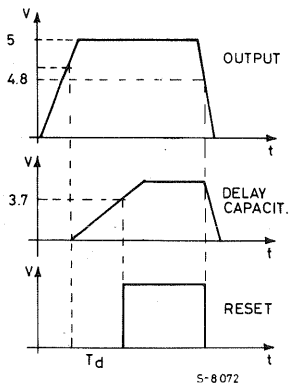 V
5
OUTPUT
4.8
t
V
3.7
DELAY
CAPACIT.
t
V
RESET
Td
t
S-8072